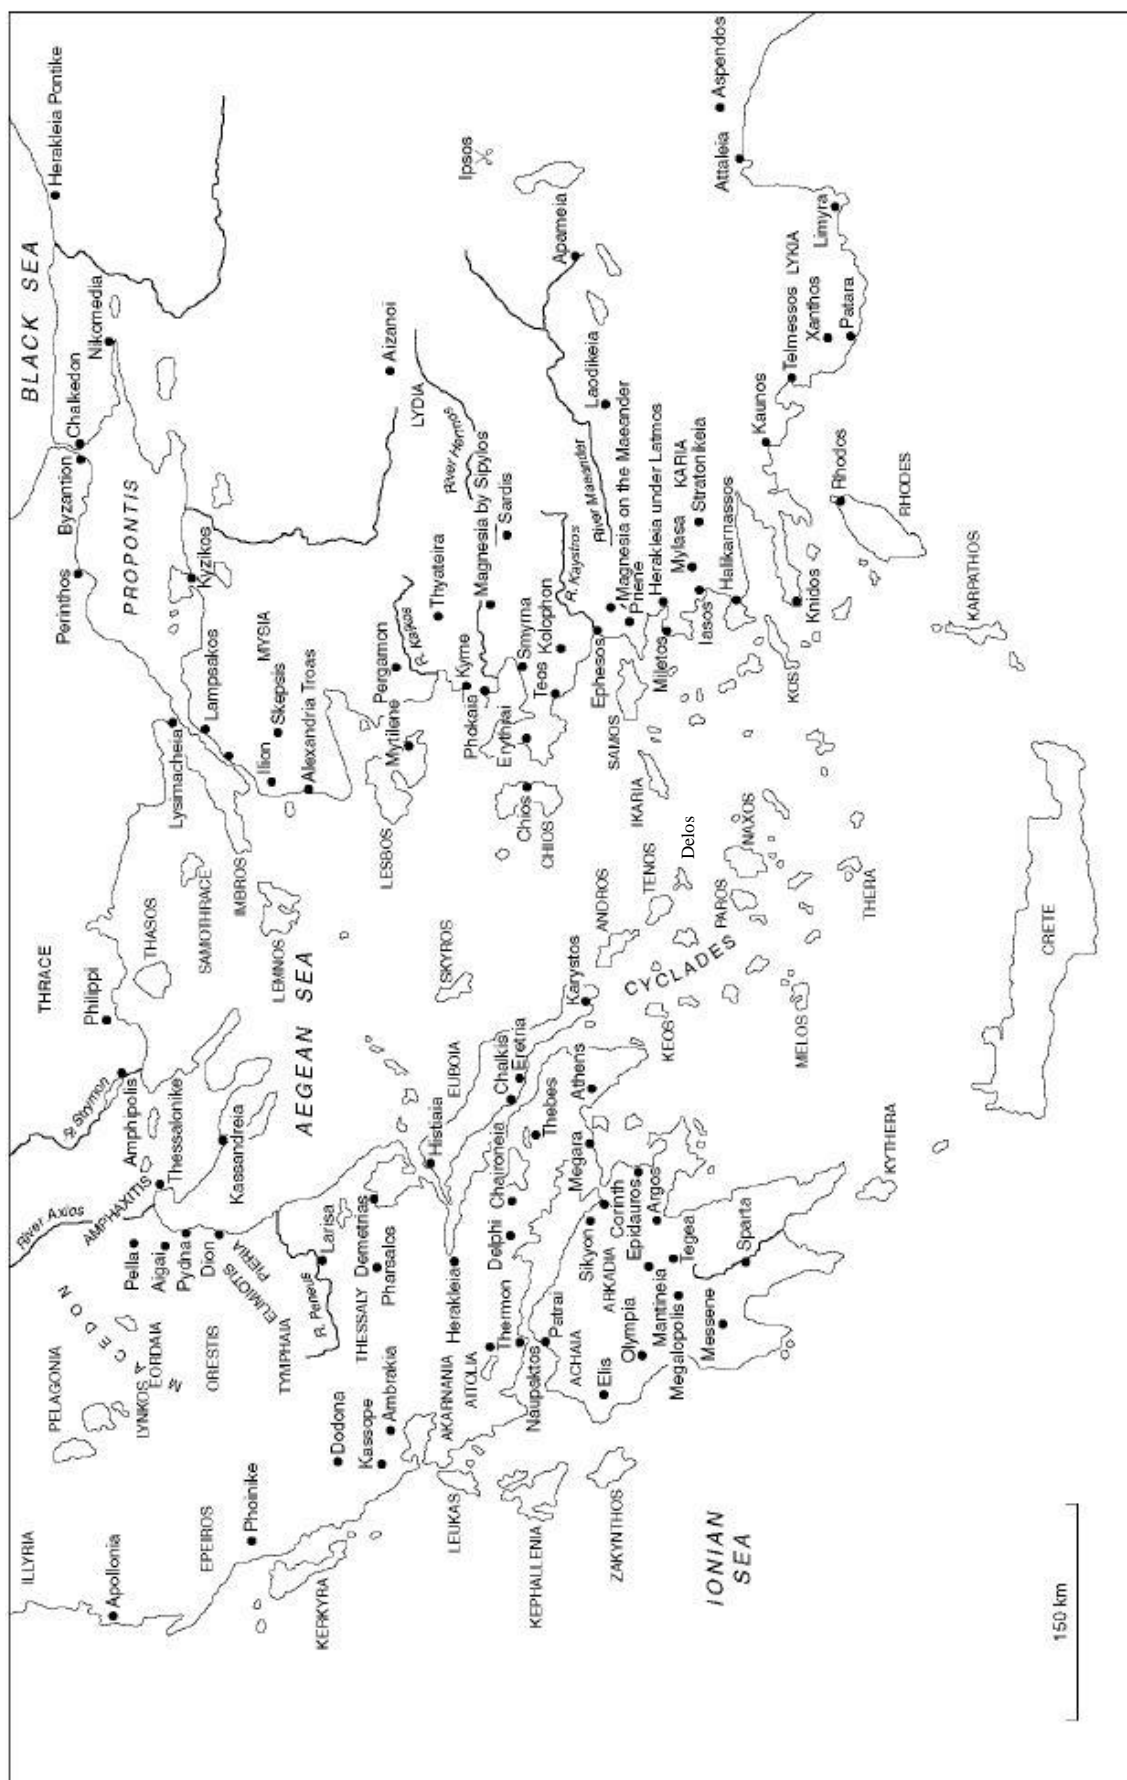 ILLYRIA
Apollonia
EPEIROS
Phoinike
KERKYRA
PELAGONIA
LYNKOS
EORDAIA
MACEDON
ORESTIS
TYMPHAIA
ELIMIOTIS
PIERIA
River Axios
AMPHAXITIS
Pella
Aigai
Pydna
Dion
Thessalonike
Amphipolis
R. Strymon
Kassandreia
Philippi
THRACE
THASOS
SAMOTHRACE
IMBROS
LEMNOS
AEGEAN SEA
Lysimacheia
Perinthos
Byzantion
Chalkedon
BLACK SEA
Nikomedia
Herakleia Pontike
PROPONTIS
Kyzikos
Lampsakos
MYSIA
Skepsis
Ilion
Alexandria Troas
Dodona
Kassope
Ambrakia
THESSALY
R. Peneus
Larisa
Demetrias
Pharsalos
Histiaia
EUBOIA
SKYROS
LESBOS
Mytilene
Pergamon
R. Kaikos
Thyateira
Aizanoi
LYDIA
River Hermos
Magnesia by Sipylos
Sardis
Kyme
Phokaia
Smyrna
Erythrai
Teos
Kolophon
R. Kaystros
Chios
CHIOS
Ipsos
Apameia
Laodikeia
River Maeander
LEUKAS
AKARNANIA
AITOLIA
Herakleia
Thermon
Delphi
Chaironeia
Chalkis
Eretria
Thebes
Naupaktos
Patrai
KEPHALLENIA
ZAKYNTHOS
IONIAN
SEA
ACHAIA
Elis
Olympia
ARKADIA
Sikyon
Megara
Athens
Karystos
Corinth
Epidauros
Argos
Mantineia
Tegea
Megalopolis
Messene
Sparta
KYTHERA
KEOS
ANDROS
TENOS
Delos
CYCLADES
PAROS
NAXOS
MELOS
THERA
IKARIA
SAMOS
Ephesos
Magnesia on the Maeander
Priene
Herakleia under Latmos
Miletos
Mylasa
KARIA
Stratonikeia
Iasos
Halikarnassos
KOS
Knidos
Kaunos
Telmessos
LYKIA
Xanthos
Patara
Limyra
Attaleia
Aspendos
Rhodos
RHODES
KARPATHOS
CRETE
150 km